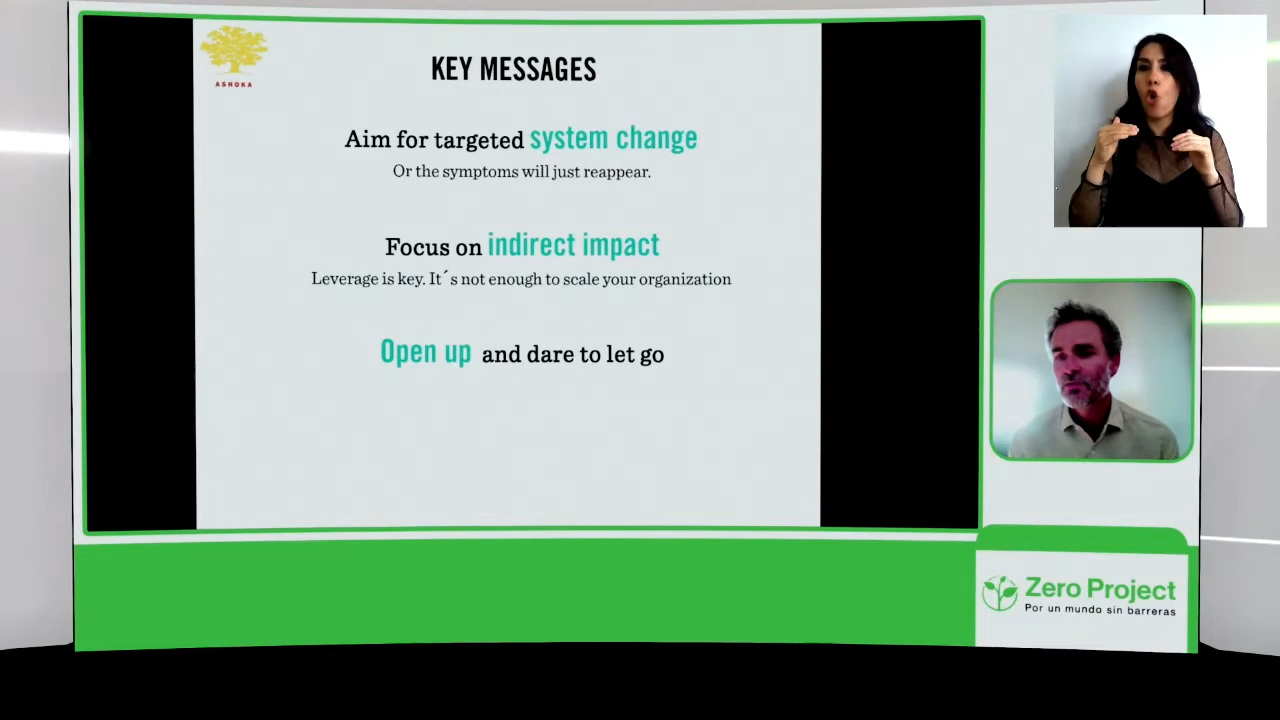 ASHOKA
KEY MESSAGES
Aim for targeted system change
Or the symptoms will just reappear.
Focus on indirect impact
Leverage is key. It´s not enough to scale your organization
Open up and dare to let go
Zero Project
Por un mundo sin barreras